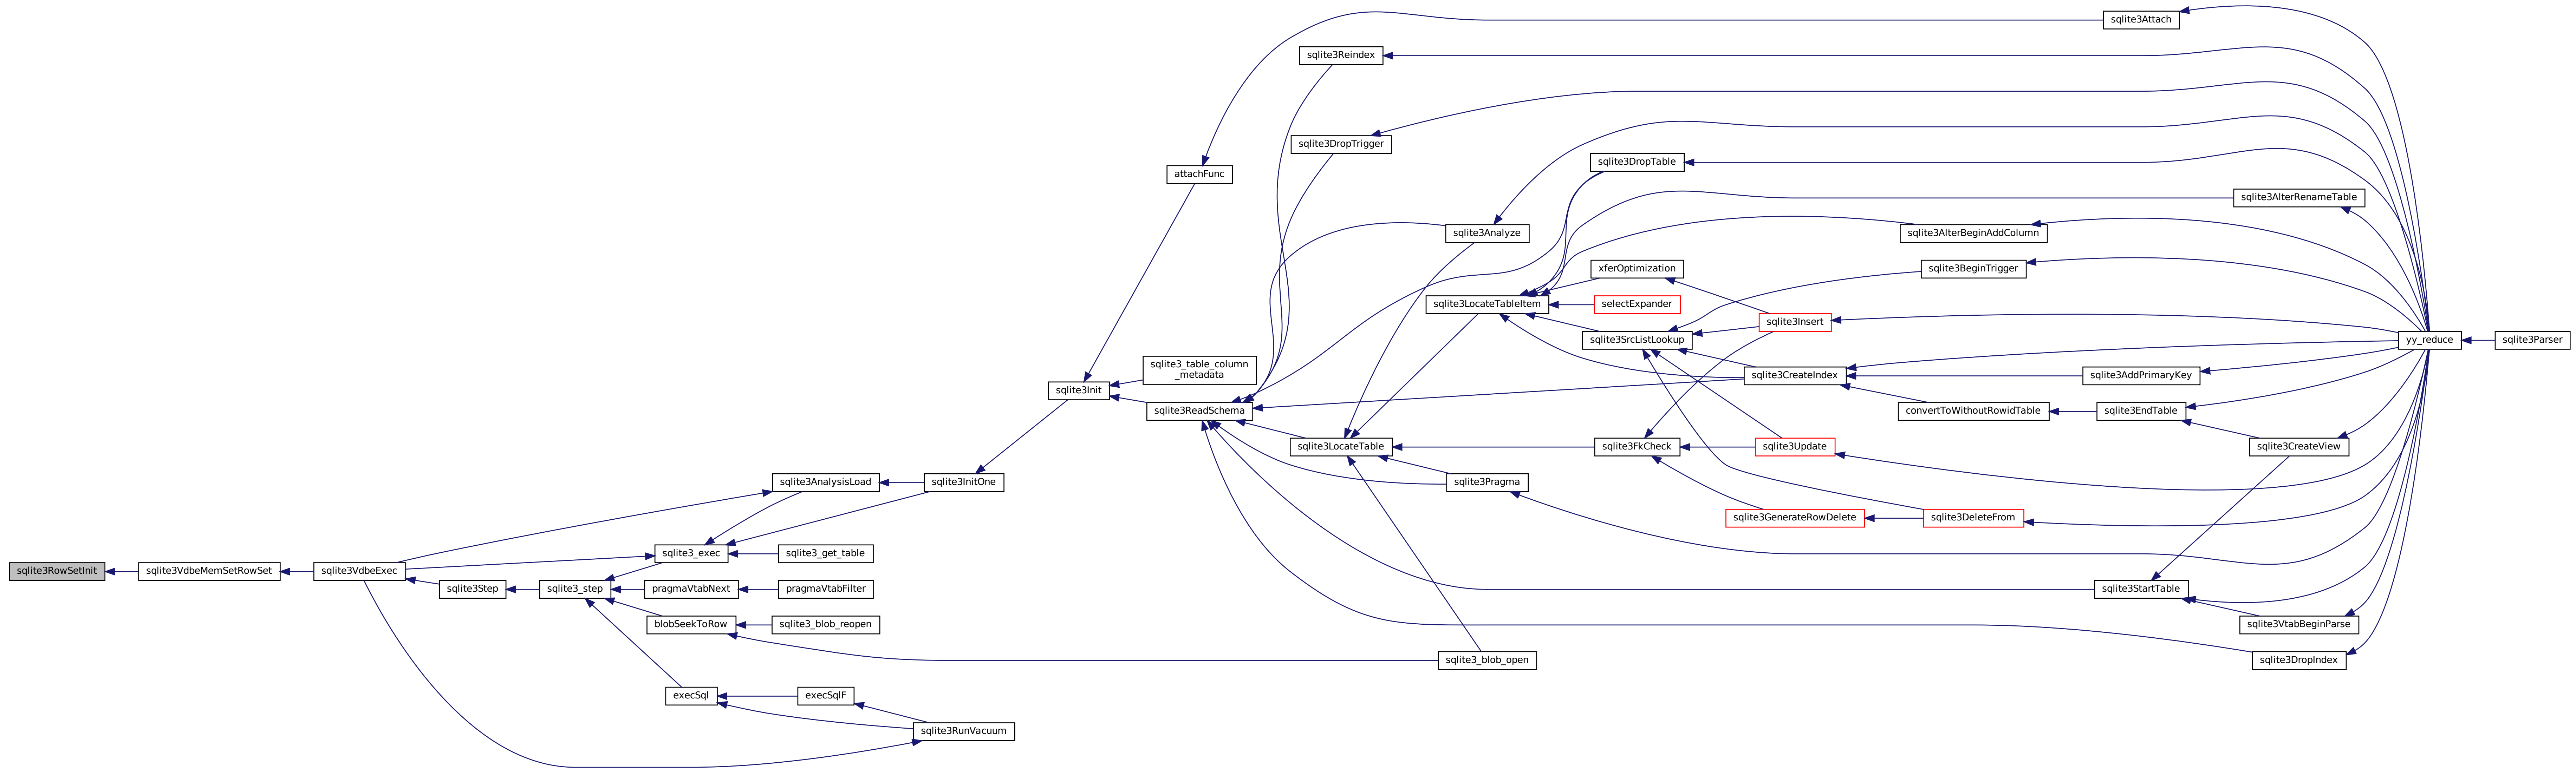 sqlite3Attach
sqlite3Reindex
sqlite3DropTrigger
sqlite3DropTable
attachFunc
sqlite3AlterRenameTable
sqlite3Analyze
sqlite3AlterBeginAddColumn
xferOptimization
sqlite3BeginTrigger
sqlite3LocateTableItem
selectExpander
sqlite3Insert
sqlite3SrcListLookup
yy_reduce
sqlite3Parser
sqlite3_table_column
_metadata
sqlite3CreateIndex
sqlite3AddPrimaryKey
sqlite3Init
sqlite3ReadSchema
convertToWithoutRowidTable
sqlite3EndTable
sqlite3LocateTable
sqlite3FkCheck
sqlite3Update
sqlite3CreateView
sqlite3AnalysisLoad
sqlite3InitOne
sqlite3Pragma
sqlite3GenerateRowDelete
sqlite3DeleteFrom
sqlite3_exec
sqlite3_get_table
sqlite3RowSetInit
sqlite3VdbeMemSetRowSet
sqlite3VdbeExec
sqlite3Step
sqlite3_step
pragmaVtabNext
pragmaVtabFilter
sqlite3StartTable
blobSeekToRow
sqlite3_blob_reopen
sqlite3VtabBeginParse
sqlite3_blob_open
sqlite3DropIndex
execSql
execSqlF
sqlite3RunVacuum